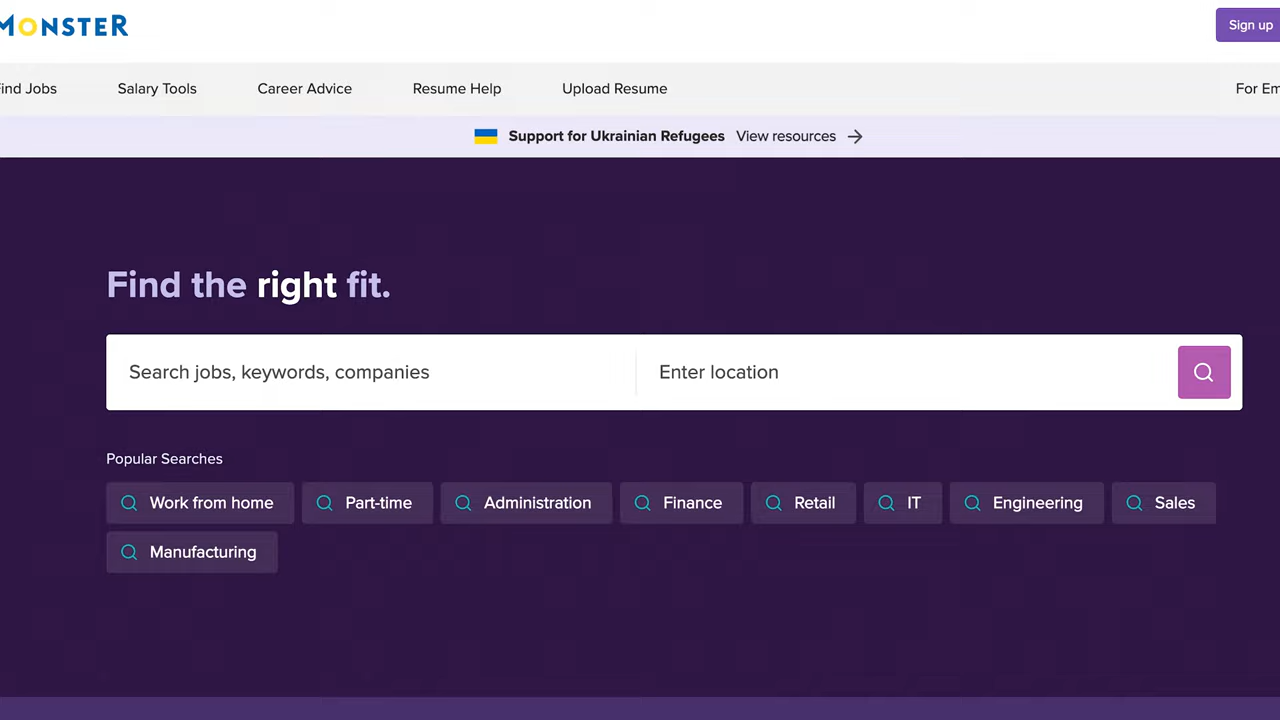 MONSTER
Sign up
ind Jobs
Salary Tools
Career Advice
Resume Help
Upload Resume
For Em
Support for Ukrainian Refugees View resources
Find the right fit.
Search jobs, keywords, companies
Enter location
Popular Searches
Work from home
Part-time
Administration
Finance
Retail
IT
Engineering
Sales
Manufacturing